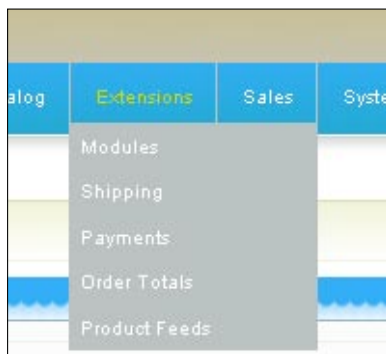 alog Extensions Sales Syste
Modules
Shipping
Payments
Order Totals
Product Feeds